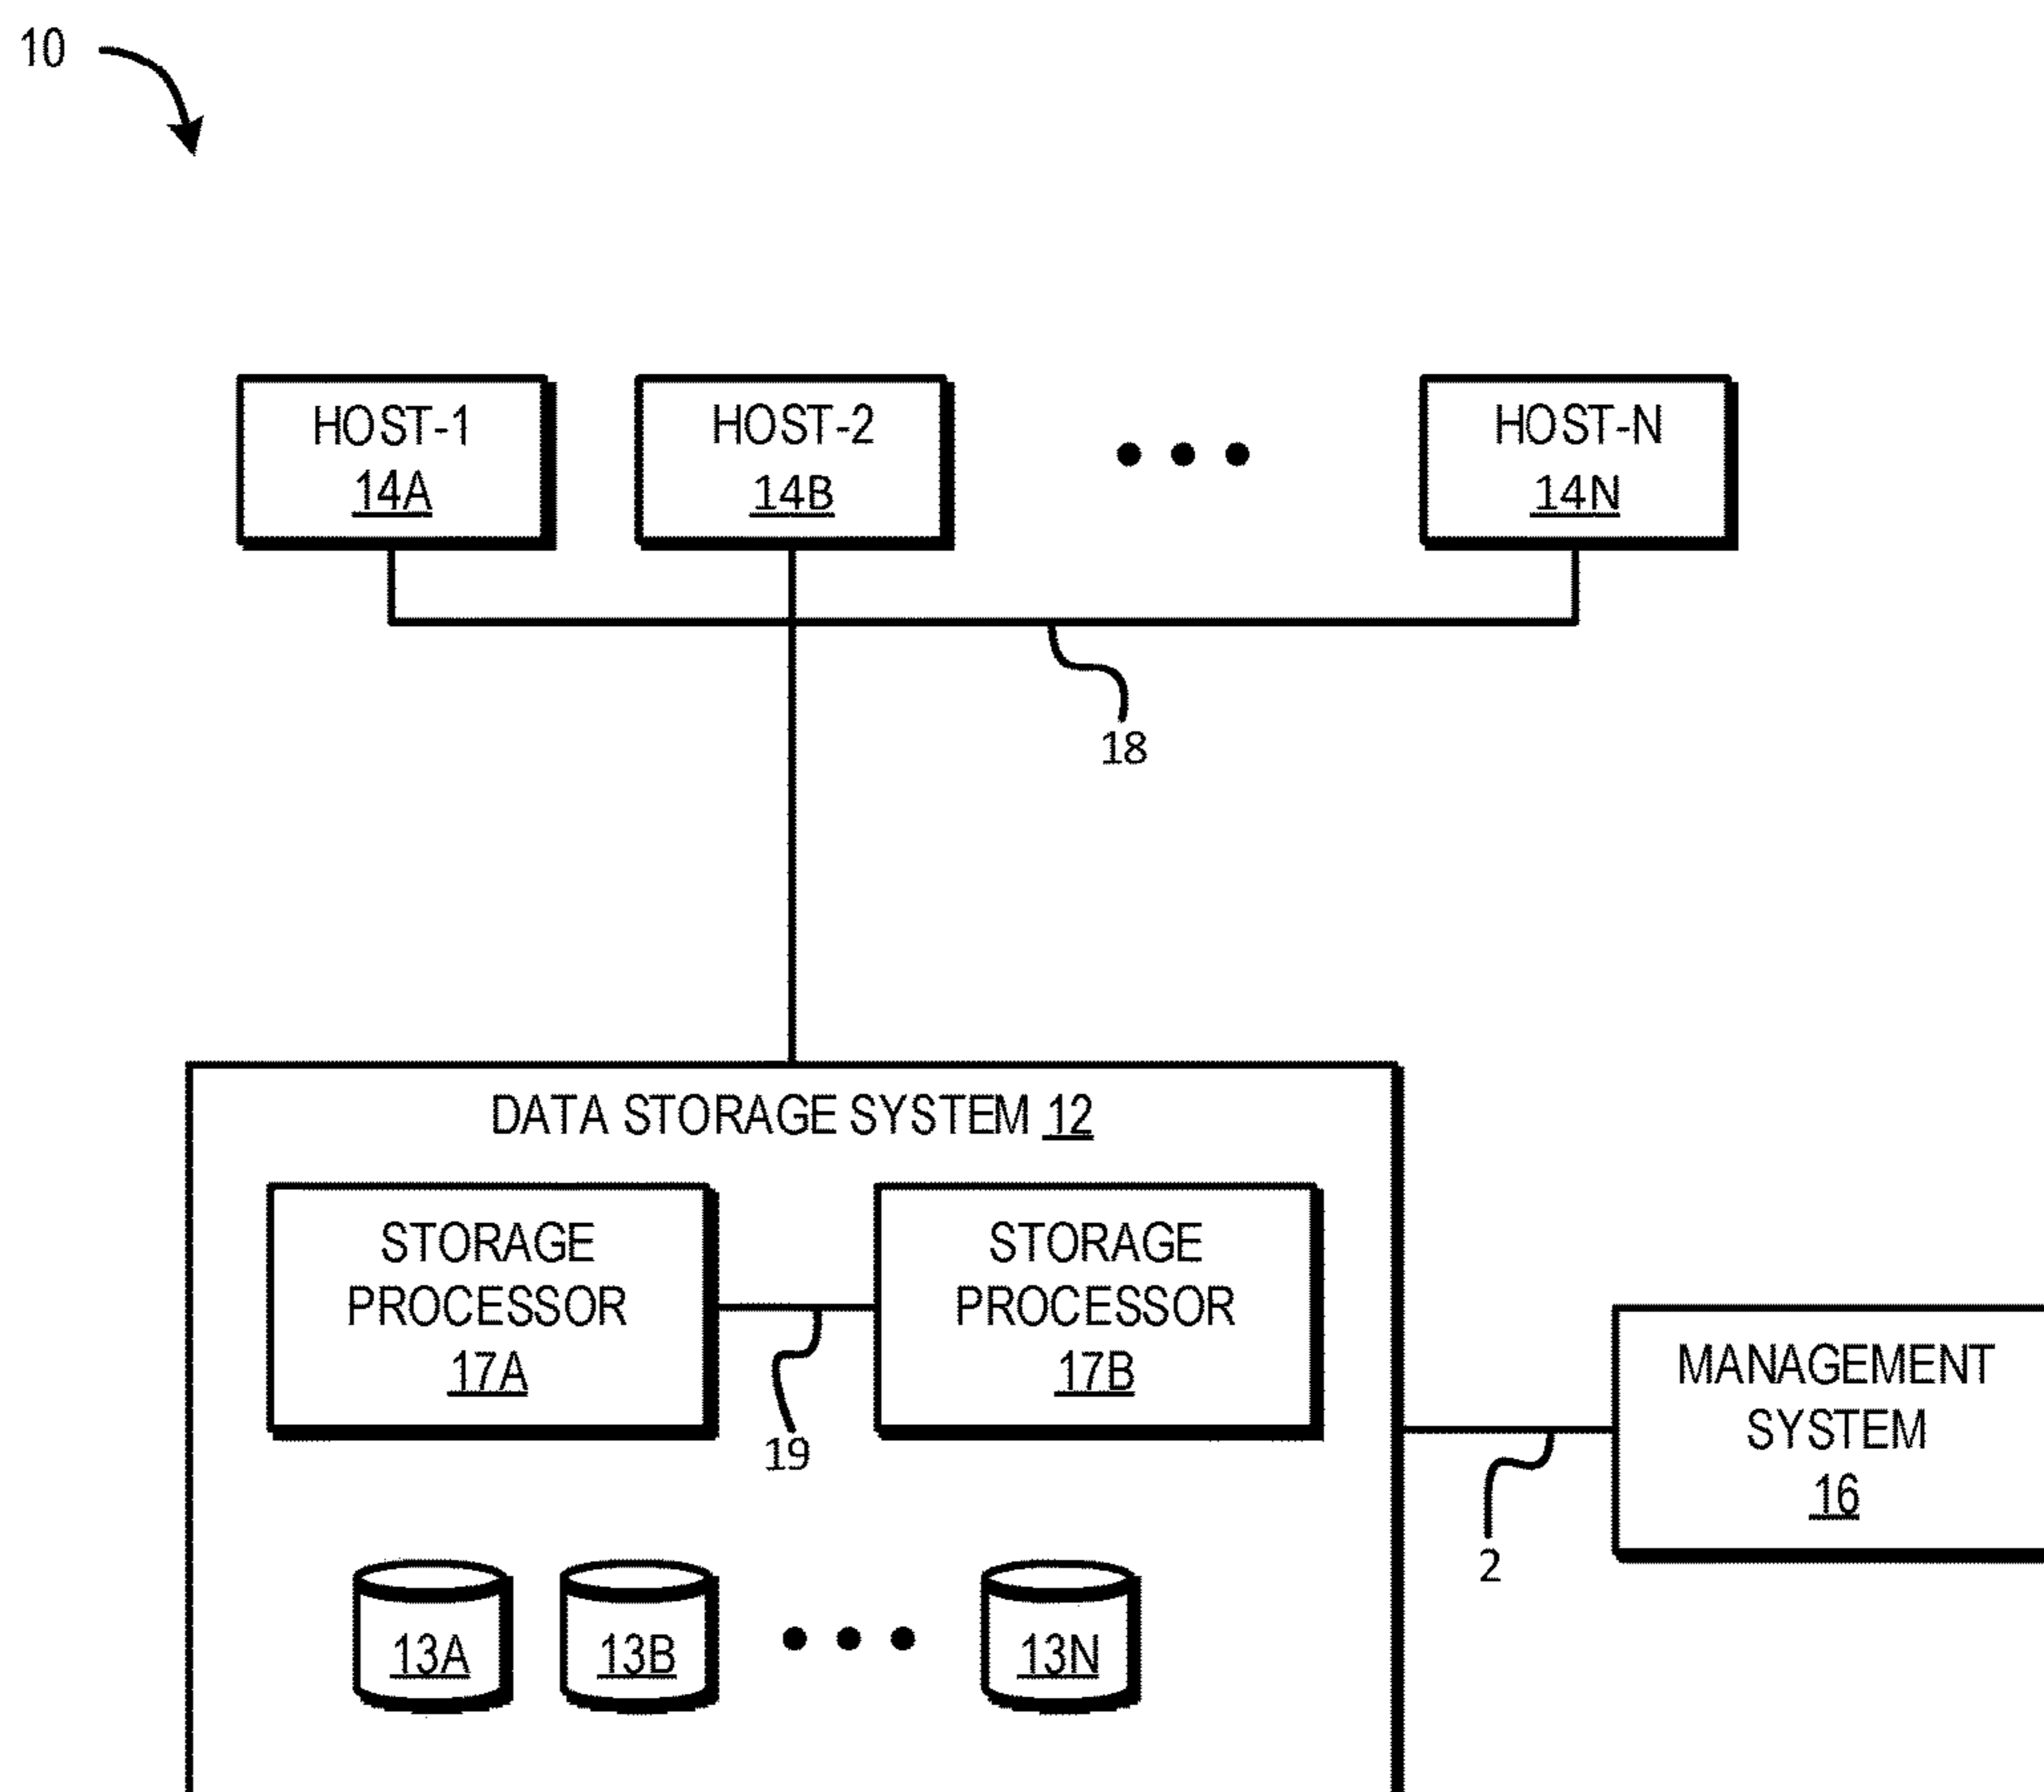 10
HOST-1
14A
HOST-2
14B
HOST-N
14N
18
DATA STORAGE SYSTEM 12
STORAGE
PROCESSOR
17A
STORAGE
PROCESSOR
17B
19
MANAGEMENT
SYSTEM
16
2
13A
13B
13N